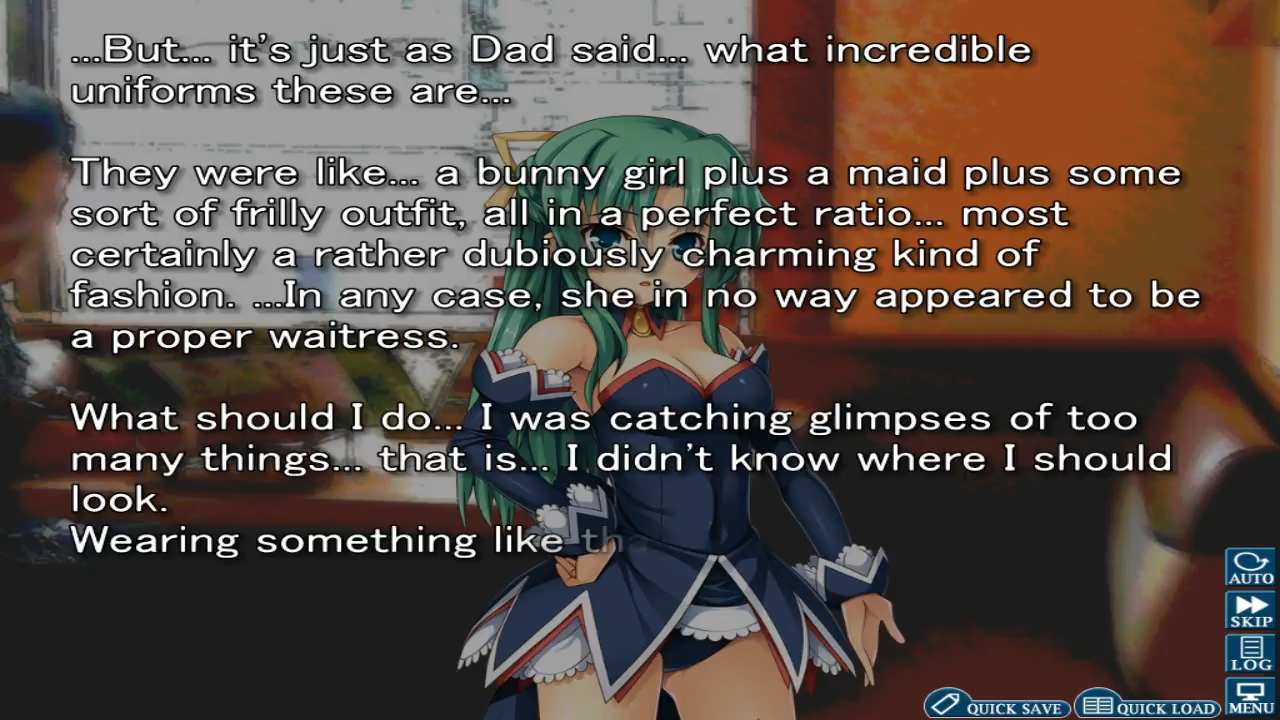 ...But... it's just as Dad said... what incredible
uniforms these are...
They were like... a bunny girl plus a maid plus some
sort of frilly outfit, all in a perfect ratio... most
certainly a rather dubiously charming kind of
fashion. ...In any case, she in no way appeared to be
a proper waitress.
What should I do... I was catching glimpses of too
many things... that is... I didn't know where I should
look.
Wearing something like tha
AUTO
SKIP
LOG
MENU
QUICK SAVE
QUICK LOAD